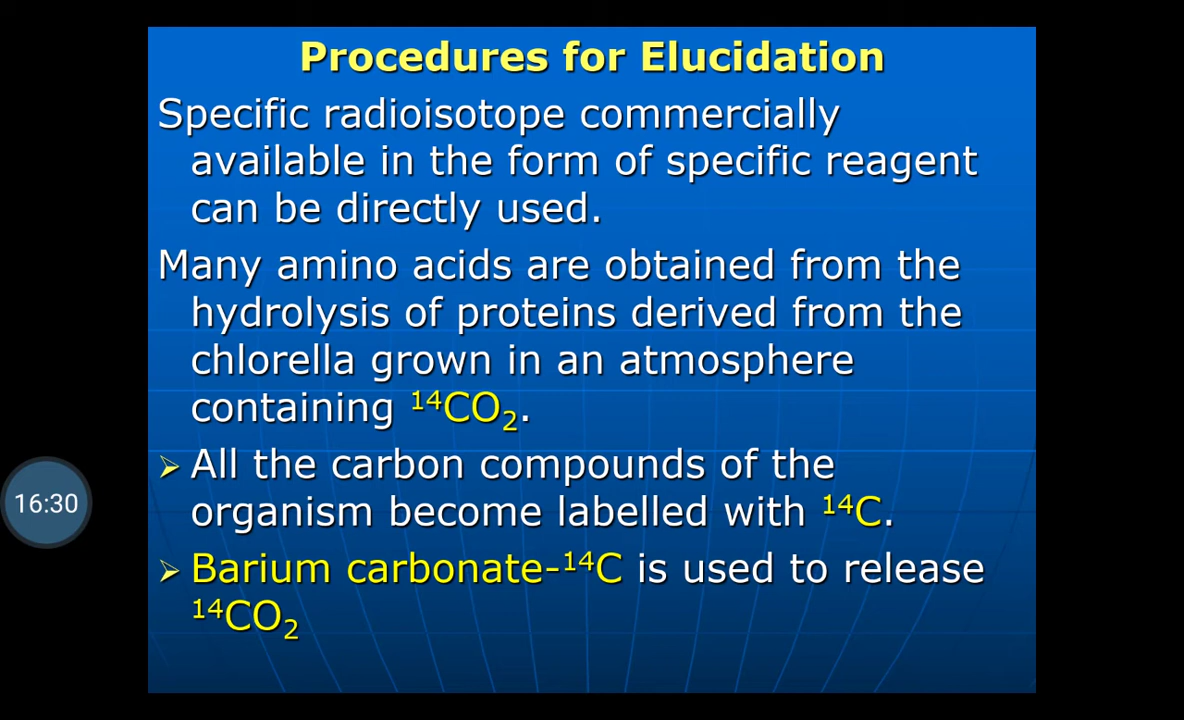 Procedures for Elucidation
Specific radioisotope commercially
available in the form of specific reagent
can be directly used.
Many amino acids are obtained from the
hydrolysis of proteins derived from the
chlorella grown in an atmosphere
containing ¹⁴CO₂.
➢ All the carbon compounds of the
organism become labelled with ¹⁴C.
16:30
➢ Barium carbonate-¹⁴C is used to release
¹⁴CO₂